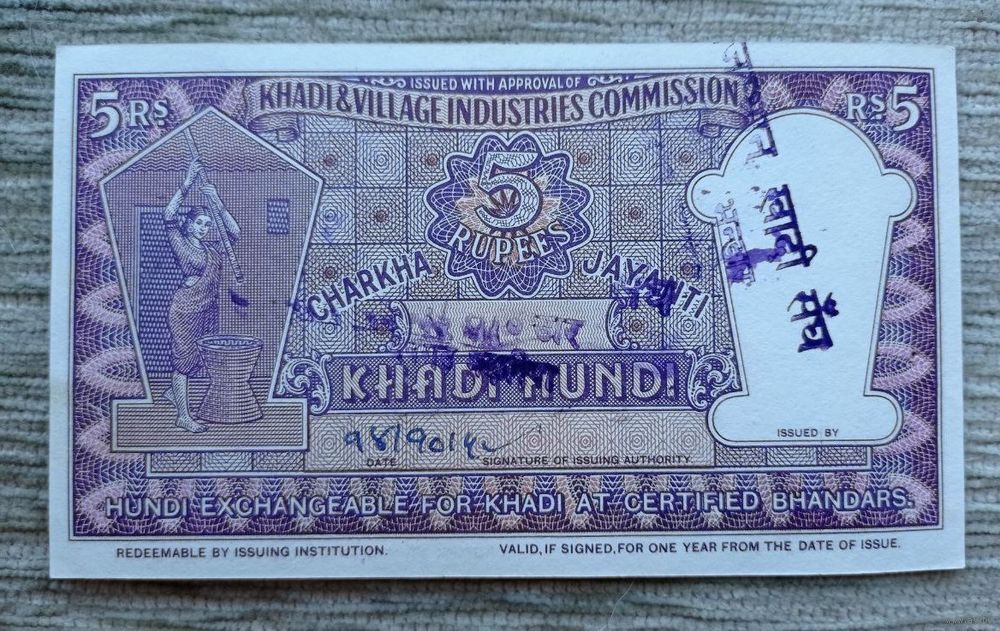 ISSUED WITH APPROVAL OF
KHADI & VILLAGE INDUSTRIES COMMISSION
5 RS
RS 5
5
RUPEES
CHARKHA JAYANTI
KHADI HUNDI
DATE
SIGNATURE OF ISSUING AUTHORITY
ISSUED BY
HUNDI EXCHANGEABLE FOR KHADI AT CERTIFIED BHANDARS.
REDEEMABLE BY ISSUING INSTITUTION.
VALID, IF SIGNED, FOR ONE YEAR FROM THE DATE OF ISSUE.